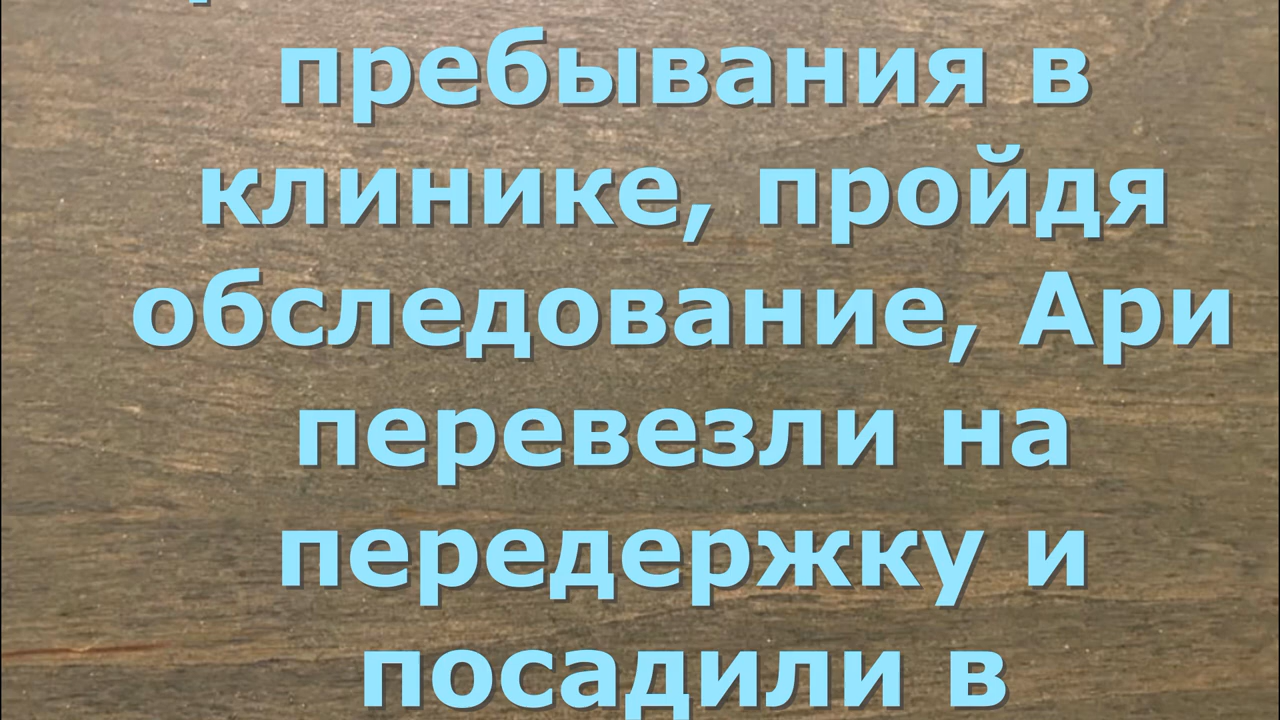 пребывания в
клинике, пройдя
обследование, Ари
перевезли на
передержку и
посадили в